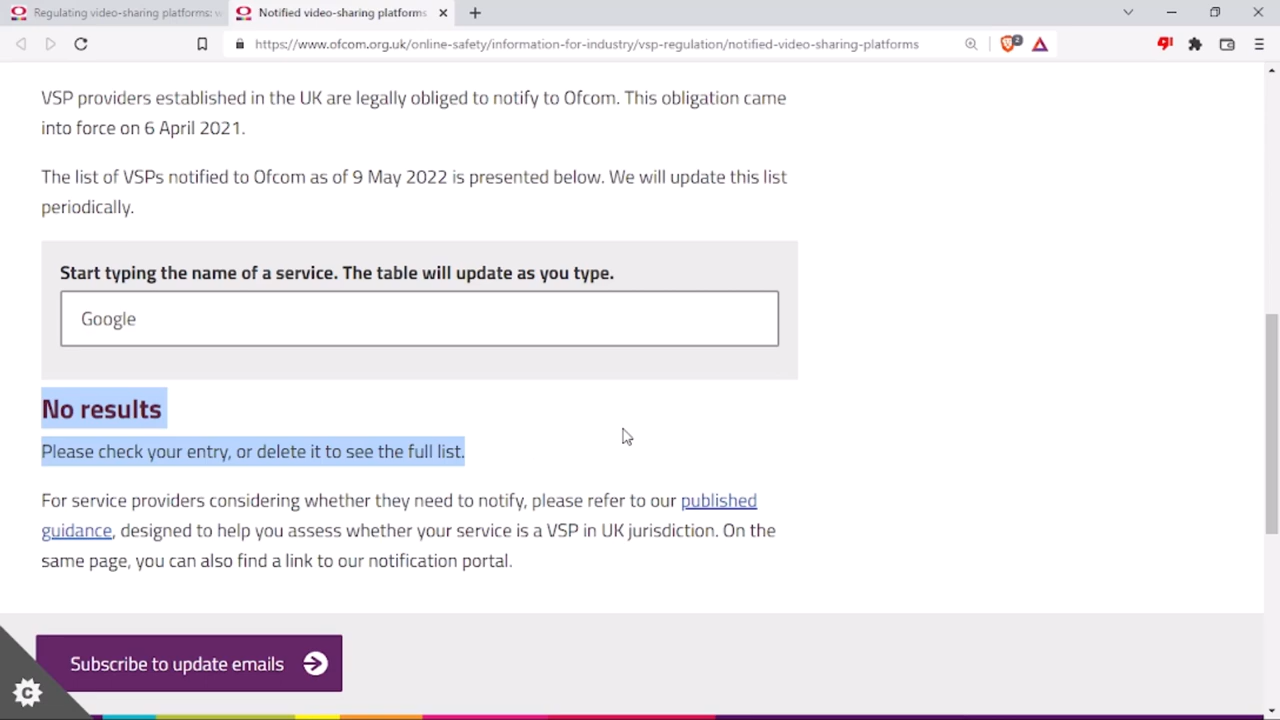 Regulating video-sharing platforms: w
Notified video-sharing platforms
https://www.ofcom.org.uk/online-safety/information-for-industry/vsp-regulation/notified-video-sharing-platforms
2
VSP providers established in the UK are legally obliged to notify to Ofcom. This obligation came
into force on 6 April 2021.
The list of VSPs notified to Ofcom as of 9 May 2022 is presented below. We will update this list
periodically.
Start typing the name of a service. The table will update as you type.
Google
No results
Please check your entry, or delete it to see the full list.
For service providers considering whether they need to notify, please refer to our published
guidance, designed to help you assess whether your service is a VSP in UK jurisdiction. On the
same page, you can also find a link to our notification portal.
Subscribe to update emails
C